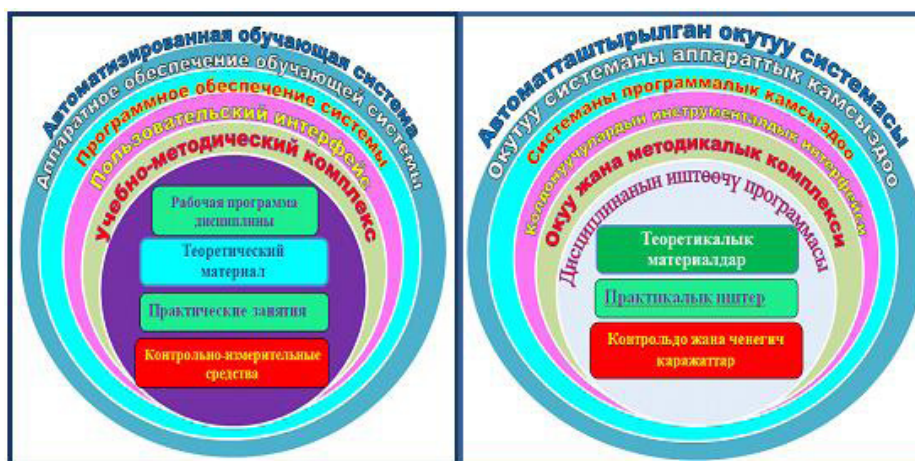 Автоматизированная обучающая система
Аппаратное обеспечение обучающей системы
Программное обеспечение системы
Пользовательский интерфейс
Учебно-методический комплекс
Рабочая программа
дисциплины
Теоретический
материал
Практические занятия
Контрольно-измерительные
средства
Автоматташтырылган окутуу системасы
Окутуу системаны аппараттык камсыздоо
Системаны программалык камсыздоо
Колдонуучулардын инструменталдык интерфейси
Окуу жана методикалык комплекси
Дисциплинанын иштөөчү программасы
Теоретикалык
материалдар
Практикалык иштер
Контрольдо жана ченегич
каражаттар